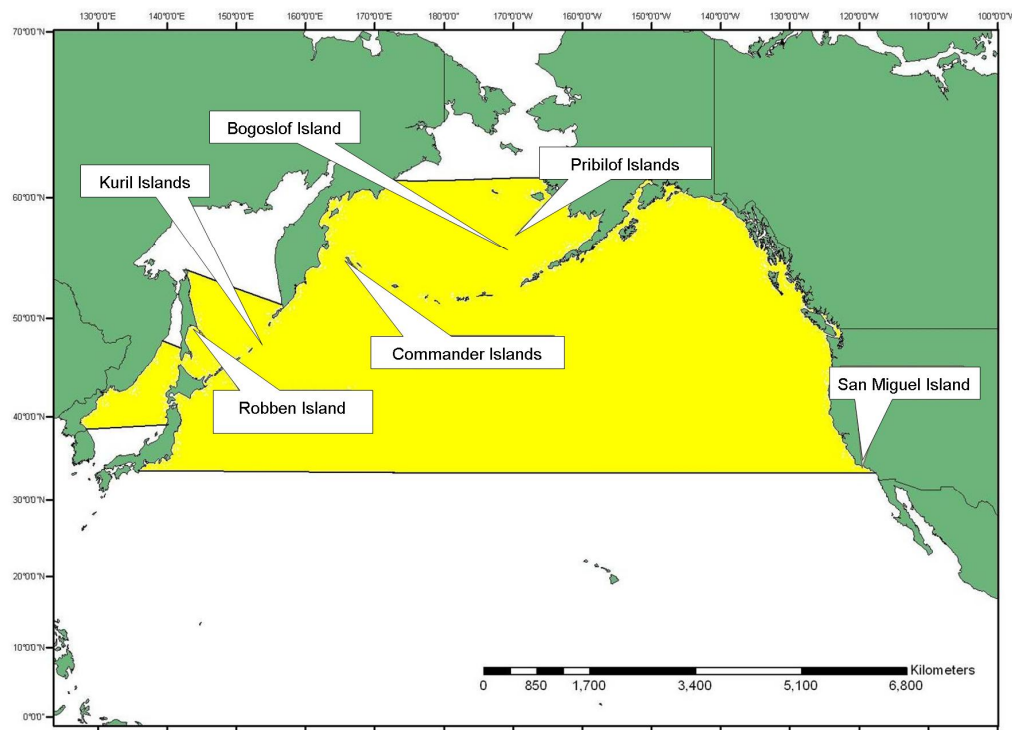 130°0'0"E 140°0'0"E 150°0'0"E 160°0'0"E 170°0'0"E 180°0'0" 170°0'0"W 160°0'0"W 150°0'0"W 140°0'0"W 130°0'0"W 120°0'0"W 110°0'0"W 100°0'0"W
70°0'0"N
Bogoslof Island
Pribilof Islands
Kuril Islands
60°0'0"N
50°0'0"N
Commander Islands
San Miguel Island
Robben Island
40°0'0"N
30°0'0"N
20°0'0"N
10°0'0"N
Kilometers
0 850 1,700 3,400 5,100 6,800
0°0'0"